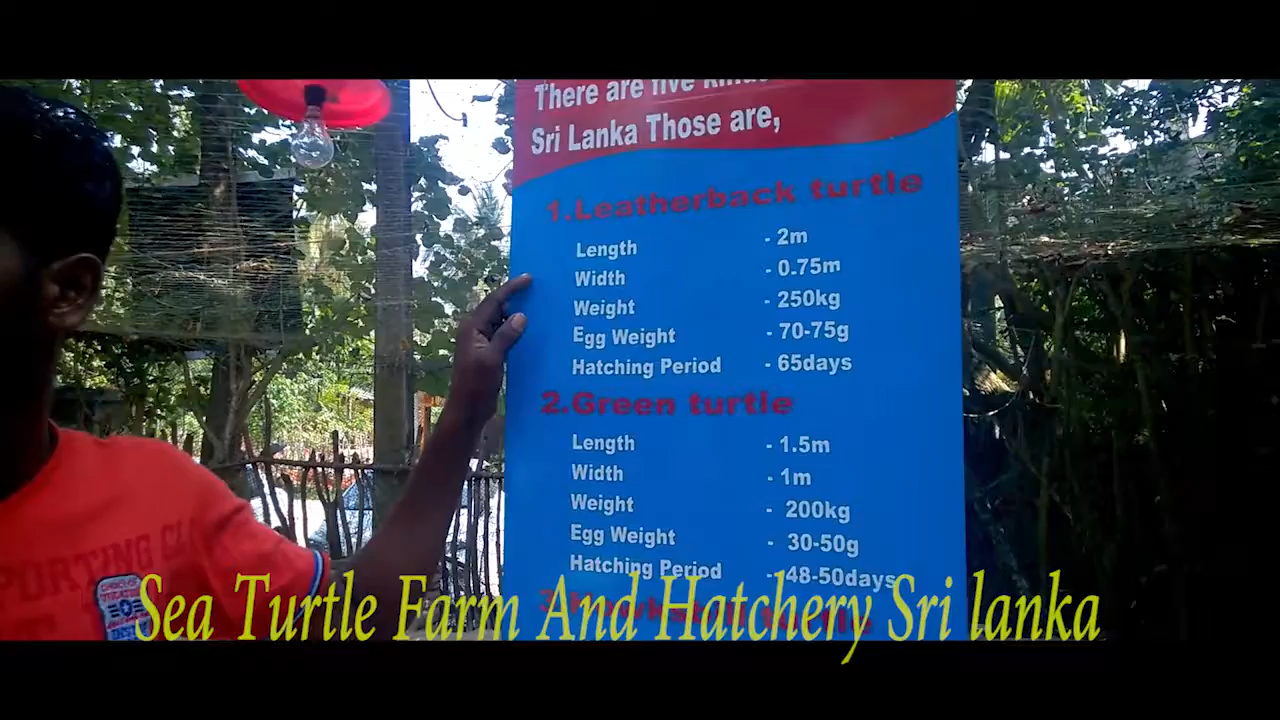 There are five
Sri Lanka Those are,
1.Leatherback turtle
Length - 2m
Width - 0.75m
Weight - 250kg
Egg Weight - 70-75g
Hatching Period - 65days
2.Green turtle
Length - 1.5m
Width - 1m
Weight - 200kg
Egg Weight - 30-50g
Hatching Period - 48-50days
Sea Turtle Farm And Hatchery Sri lanka